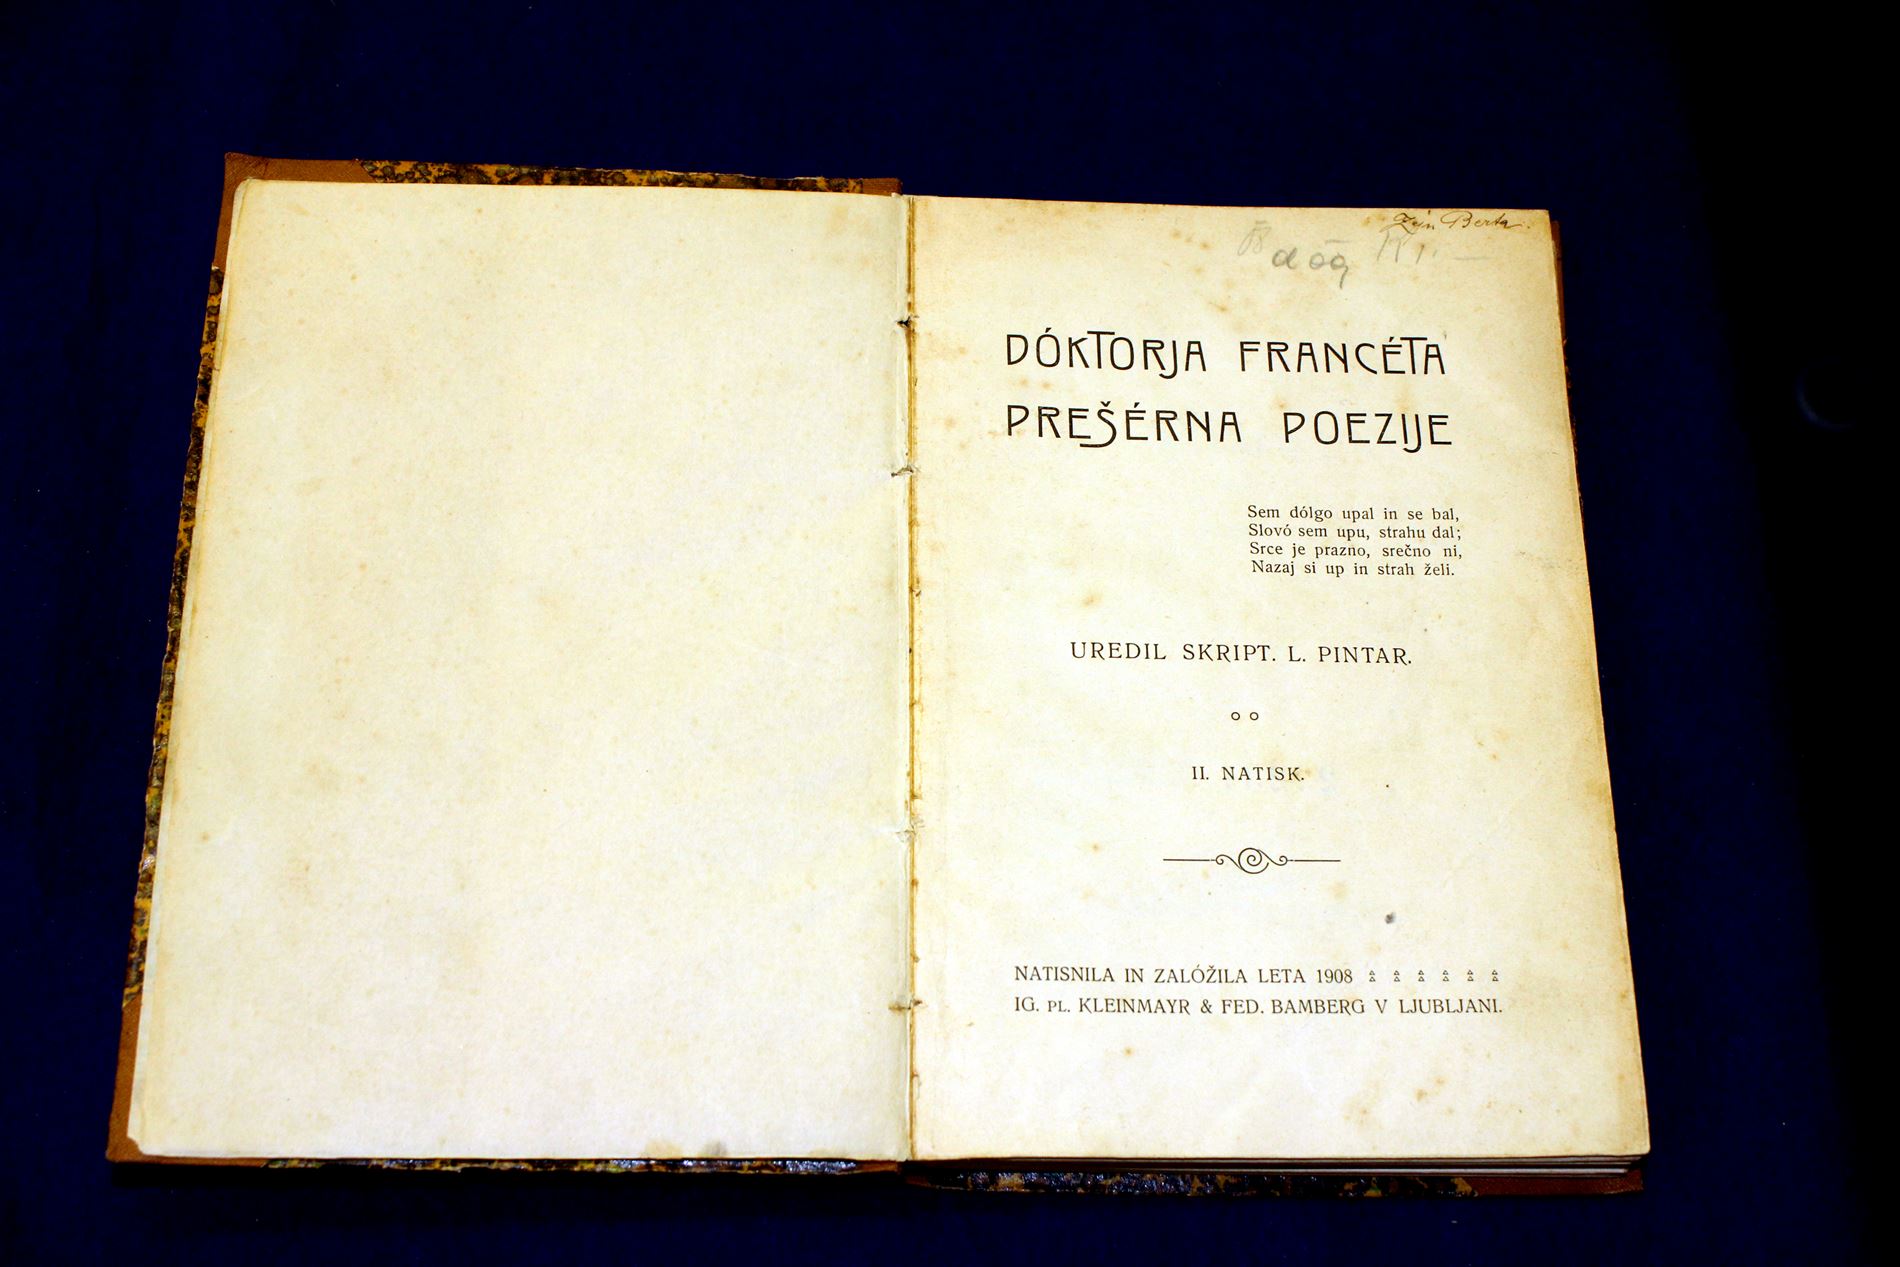 Berta
DÓKTORJA FRANCÉTA
PREŠÉRNA POEZIJE
Sem dólgo upal in se bal,
Slovó sem upu, strahu dal;
Srce je prazno, srečno ni,
Nazaj si up in strah želi.
UREDIL SKRIPT. L. PINTAR.
II. NATISK.
NATISNILA IN ZALÓŽILA LETA 1908
IG. PL. KLEINMAYR & FED. BAMBERG V LJUBLJANI.